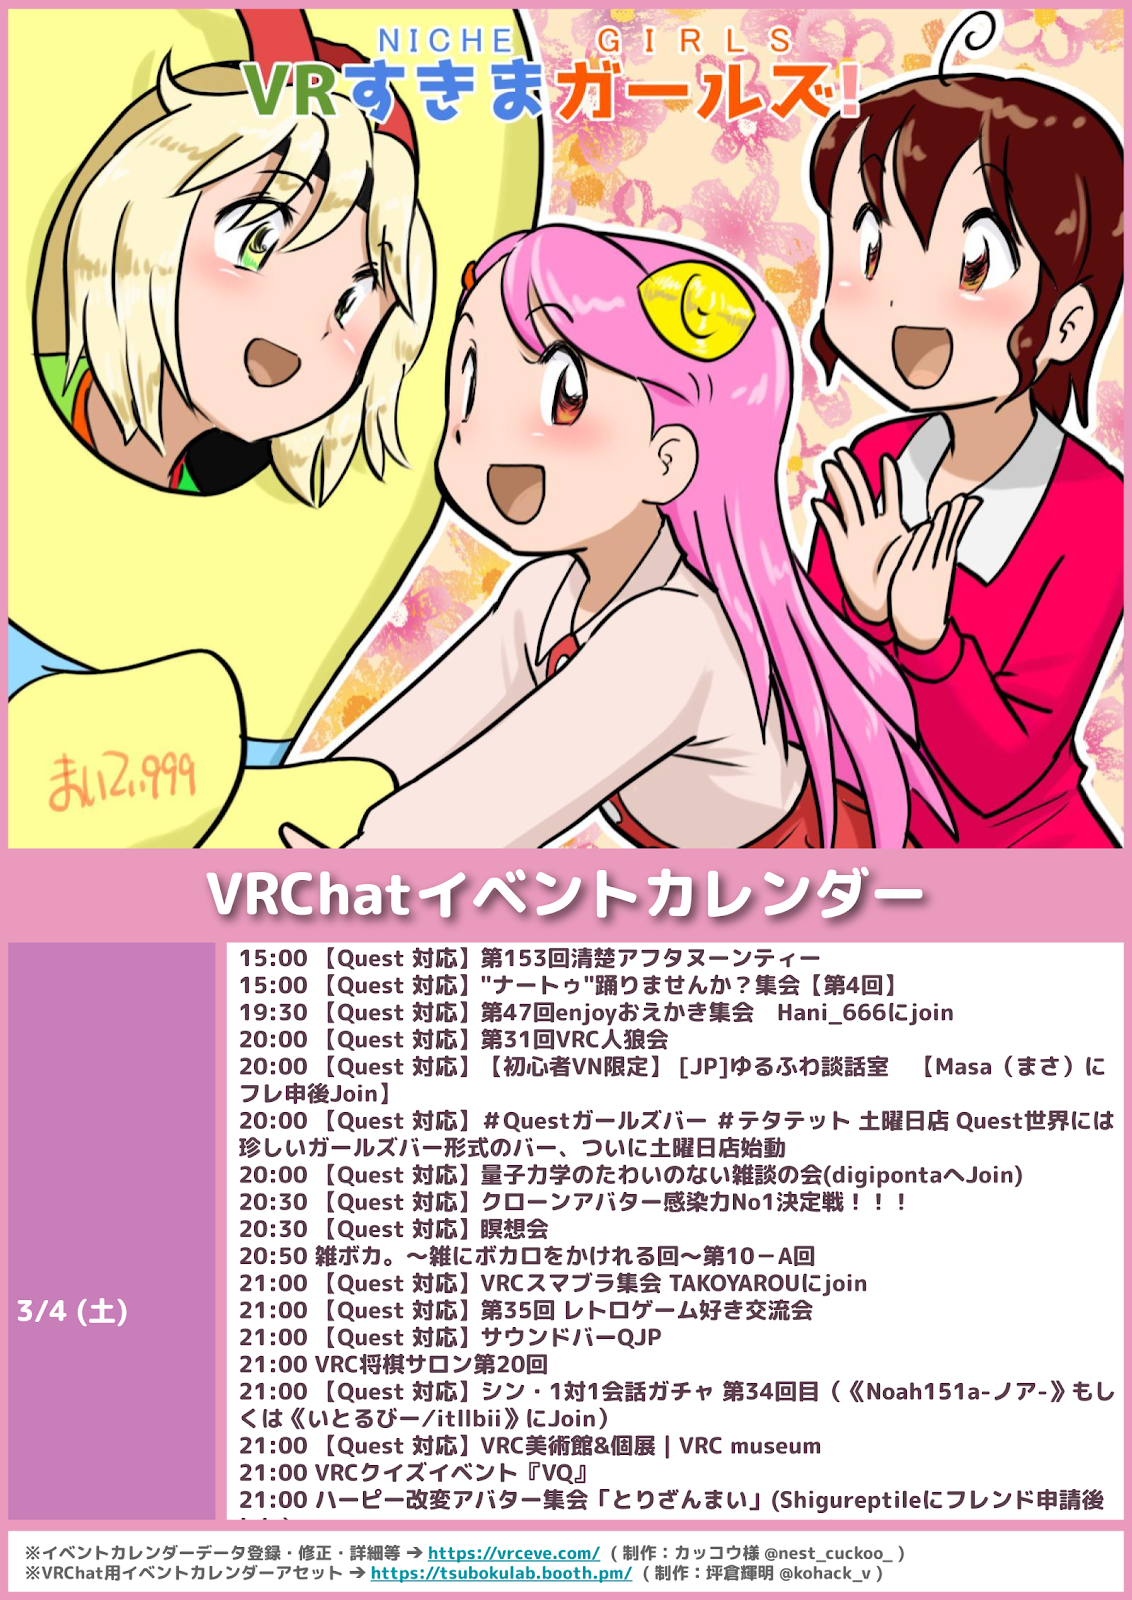 NICHE GIRLS
VRすきまガールズ!
まいてぃ999
VRChatイベントカレンダー
3/4 (土)
15:00 【Quest 対応】第153回清楚アフタヌーンティー
15:00 【Quest 対応】"ナートゥ"踊りませんか？集会【第4回】
19:30 【Quest 対応】第47回enjoyおえかき集会　Hani_666にjoin
20:00 【Quest 対応】第31回VRC人狼会
20:00 【Quest 対応】【初心者VN限定】 [JP]ゆるふわ談話室　【Masa（まさ）に
フレ申後Join】
20:00 【Quest 対応】＃Questガールズバー ＃テタテット 土曜日店 Quest世界には
珍しいガールズバー形式のバー、ついに土曜日店始動
20:00 【Quest 対応】量子力学のたわいのない雑談の会(digipontaへJoin)
20:30 【Quest 対応】クローンアバター感染力No1決定戦！！！
20:30 【Quest 対応】瞑想会
20:50 雑ボカ。～雑にボカロをかけれる回～第10－A回
21:00 【Quest 対応】VRCスマブラ集会 TAKOYAROUにjoin
21:00 【Quest 対応】第35回 レトロゲーム好き交流会
21:00 【Quest 対応】サウンドバーQJP
21:00 VRC将棋サロン第20回
21:00 【Quest 対応】シン・1対1会話ガチャ 第34回目（《Noah151a-ノア-》もし
くは《いとるびー/itllbii》にJoin）
21:00 【Quest 対応】VRC美術館&個展 | VRC museum
21:00 VRCクイズイベント『VQ』
21:00 ハーピー改変アバター集会「とりざんまい」(Shigureptileにフレンド申請後
※イベントカレンダーデータ登録・修正・詳細等 ➔ https://vrceve.com/ ( 制作：カッコウ様 @nest_cuckoo_ )
※VRChat用イベントカレンダーアセット ➔ https://tsubokulab.booth.pm/ ( 制作：坪倉輝明 @kohack_v )